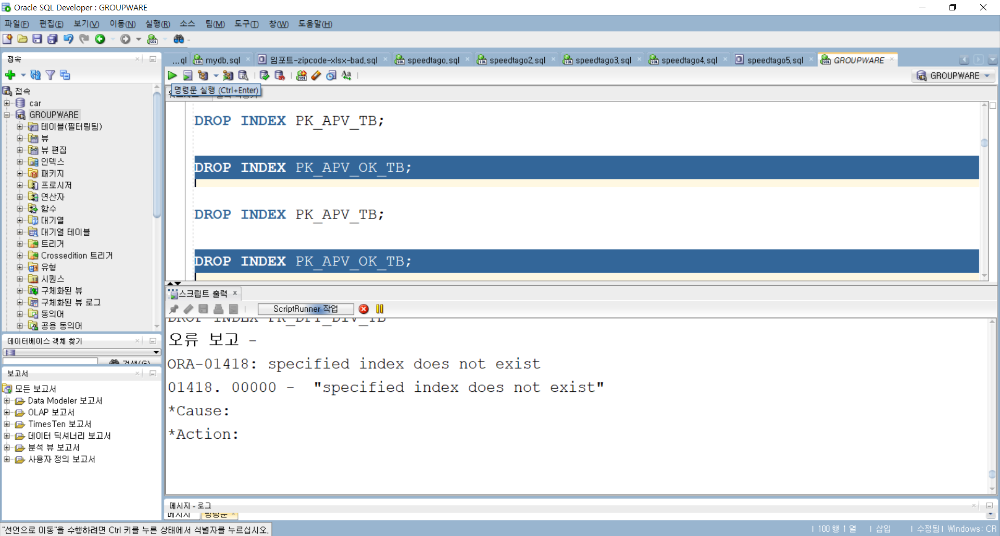 Oracle SQL Developer : GROUPWARE
파일(F) 편집(E) 보기(V) 이동(N) 실행(R) 소스 팀(M) 도구(T) 창(W) 도움말(H)
접속
...ql mydb.sql 임포트-zipcode-xlsx-bad.sql speedtago.sql speedtago2.sql speedtago3.sql speedtago4.sql speedtago5.sql GROUPWARE
GROUPWARE
명령문 실행 (Ctrl+Enter)
접속
car
GROUPWARE
테이블(필터링됨)
뷰
뷰 편집
인덱스
패키지
프로시저
연산자
함수
대기열
대기열 테이블
트리거
Crossedition 트리거
유형
시퀀스
구체화된 뷰
구체화된 뷰 로그
동의어
공용 동의어
DROP INDEX PK_APV_TB;
DROP INDEX PK_APV_OK_TB;
DROP INDEX PK_APV_TB;
DROP INDEX PK_APV_OK_TB;
스크립트 출력
ScriptRunner 작업
오류 보고 -
ORA-01418: specified index does not exist
01418. 00000 - "specified index does not exist"
*Cause:
*Action:
데이터베이스 객체 찾기
검색(G)
보고서
모든 보고서
Data Modeler 보고서
OLAP 보고서
TimesTen 보고서
데이터 딕셔너리 보고서
분석 뷰 보고서
사용자 정의 보고서
메시지 - 로그
메시지 명령문
"선언으로 이동"을 수행하려면 Ctrl 키를 누른 상태에서 식별자를 누르십시오.
100 행 1 열 삽입 수정됨 Windows: CR